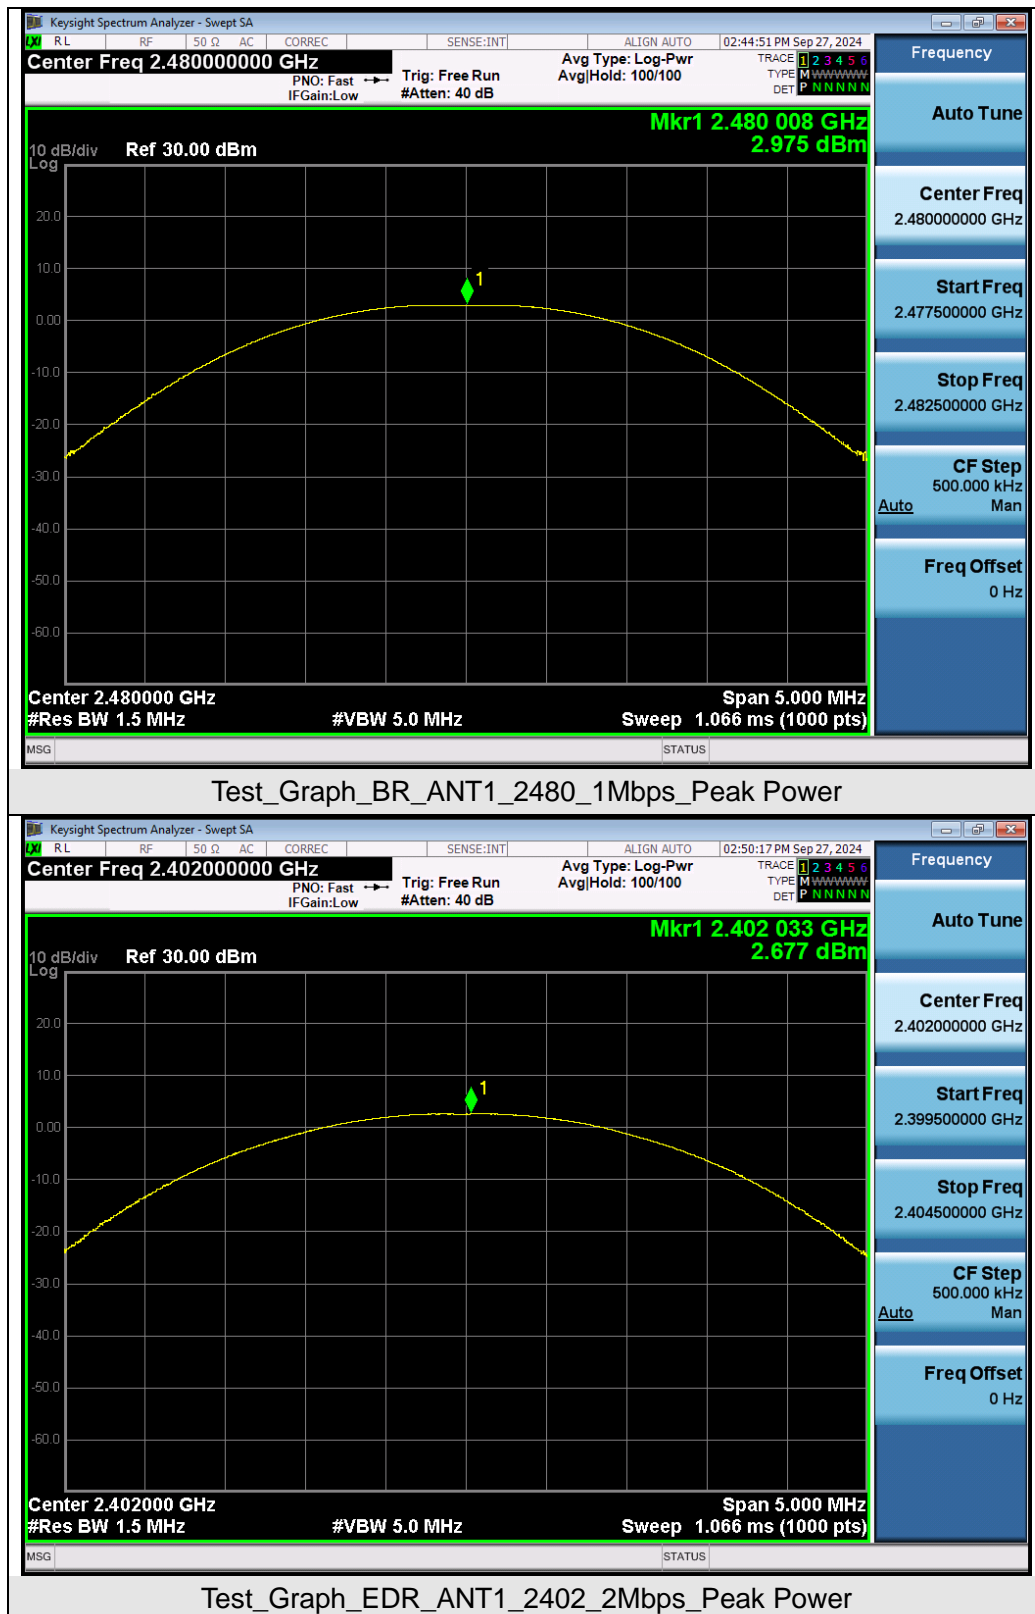 Keysight Spectrum Analyzer - Swept SA
LXI RL RF 50 Ω AC CORREC SENSE:INT ALIGN AUTO 02:44:51 PM Sep 27, 2024
Center Freq 2.480000000 GHz
PNO: Fast
IFGain:Low
Trig: Free Run
#Atten: 40 dB
Avg Type: Log-Pwr
Avg|Hold: 100/100
TRACE 1 2 3 4 5 6
TYPE M WWWWW
DET P N N N N N
Mkr1 2.480 008 GHz
2.975 dBm
10 dB/div Ref 30.00 dBm
Log
20.0
10.0
1
0.00
-10.0
-20.0
-30.0
-40.0
-50.0
-60.0
Center 2.480000 GHz Span 5.000 MHz
#Res BW 1.5 MHz #VBW 5.0 MHz Sweep 1.066 ms (1000 pts)
MSG STATUS
Frequency
Auto Tune
Center Freq
2.480000000 GHz
Start Freq
2.477500000 GHz
Stop Freq
2.482500000 GHz
CF Step
500.000 kHz
Auto Man
Freq Offset
0 Hz
Test_Graph_BR_ANT1_2480_1Mbps_Peak Power
Keysight Spectrum Analyzer - Swept SA
LXI RL RF 50 Ω AC CORREC SENSE:INT ALIGN AUTO 02:50:17 PM Sep 27, 2024
Center Freq 2.402000000 GHz
PNO: Fast
IFGain:Low
Trig: Free Run
#Atten: 40 dB
Avg Type: Log-Pwr
Avg|Hold: 100/100
TRACE 1 2 3 4 5 6
TYPE M WWWWW
DET P N N N N N
Mkr1 2.402 033 GHz
2.677 dBm
10 dB/div Ref 30.00 dBm
Log
20.0
10.0
1
0.00
-10.0
-20.0
-30.0
-40.0
-50.0
-60.0
Center 2.402000 GHz Span 5.000 MHz
#Res BW 1.5 MHz #VBW 5.0 MHz Sweep 1.066 ms (1000 pts)
MSG STATUS
Frequency
Auto Tune
Center Freq
2.402000000 GHz
Start Freq
2.399500000 GHz
Stop Freq
2.404500000 GHz
CF Step
500.000 kHz
Auto Man
Freq Offset
0 Hz
Test_Graph_EDR_ANT1_2402_2Mbps_Peak Power